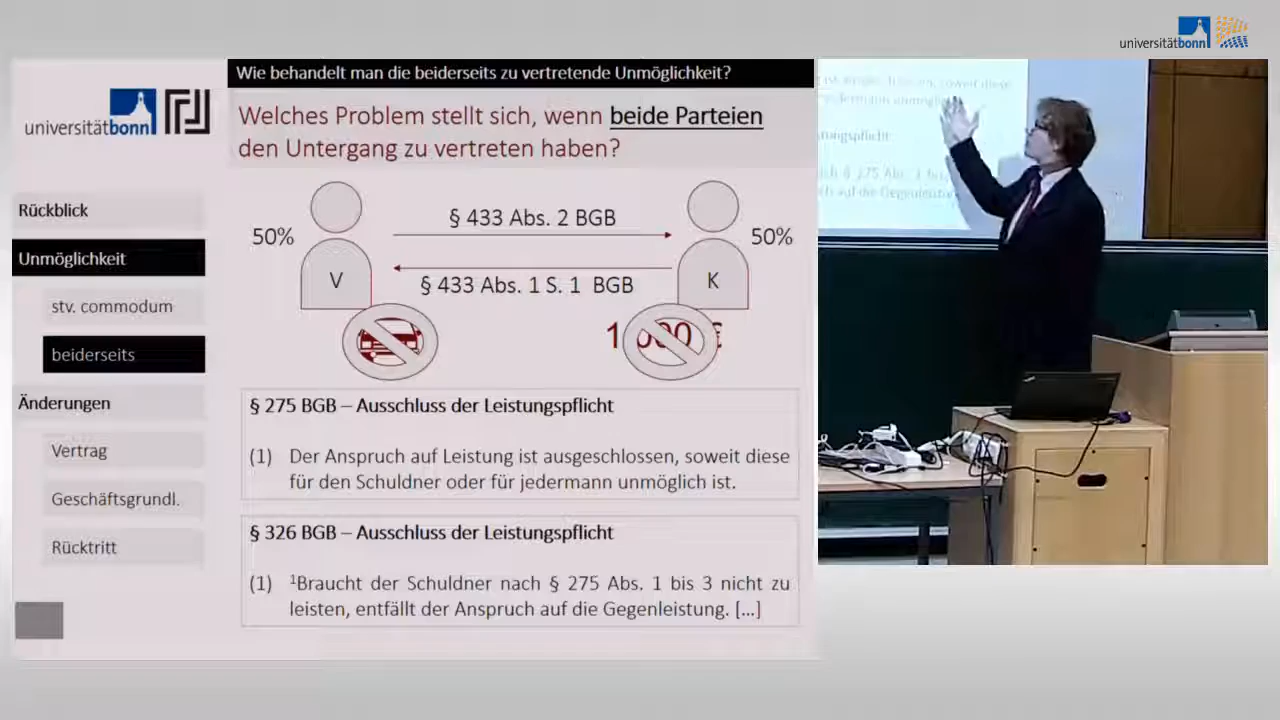 universitätbonn
Wie behandelt man die beiderseits zu vertretende Unmöglichkeit?
universitätbonn
Welches Problem stellt sich, wenn beide Parteien
den Untergang zu vertreten haben?
Rückblick
Unmöglichkeit
stv. commodum
beiderseits
Änderungen
Vertrag
Geschäftsgrundl.
Rücktritt
50%
§ 433 Abs. 2 BGB
50%
V
§ 433 Abs. 1 S. 1 BGB
K
§ 275 BGB – Ausschluss der Leistungspflicht
(1) Der Anspruch auf Leistung ist ausgeschlossen, soweit diese
für den Schuldner oder für jedermann unmöglich ist.
§ 326 BGB – Ausschluss der Leistungspflicht
(1) ¹Braucht der Schuldner nach § 275 Abs. 1 bis 3 nicht zu
leisten, entfällt der Anspruch auf die Gegenleistung. […]